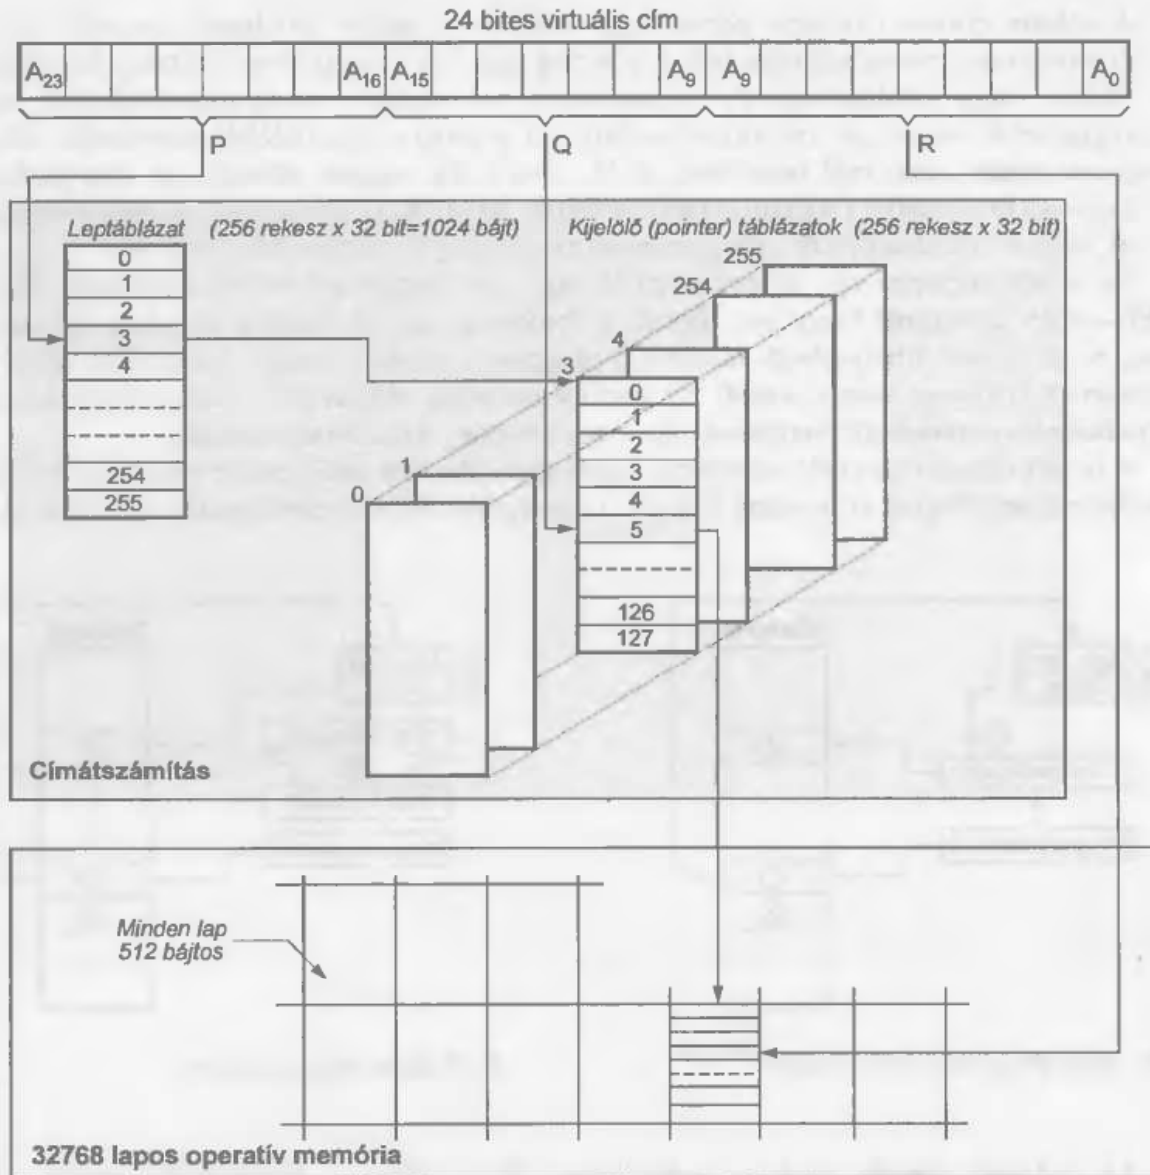 24 bites virtuális cím
A23 A16 A15 A9 A9 A0
P Q R
Leptáblázat (256 rekesz x 32 bit=1024 bájt)
Kijelölő (pointer) táblázatok (256 rekesz x 32 bit)
0
1
2
3
4
254
255
255
254
4
3
1
0
0
1
2
3
4
5
126
127
Címátszámítás
Minden lap
512 bájtos
32768 lapos operatív memória